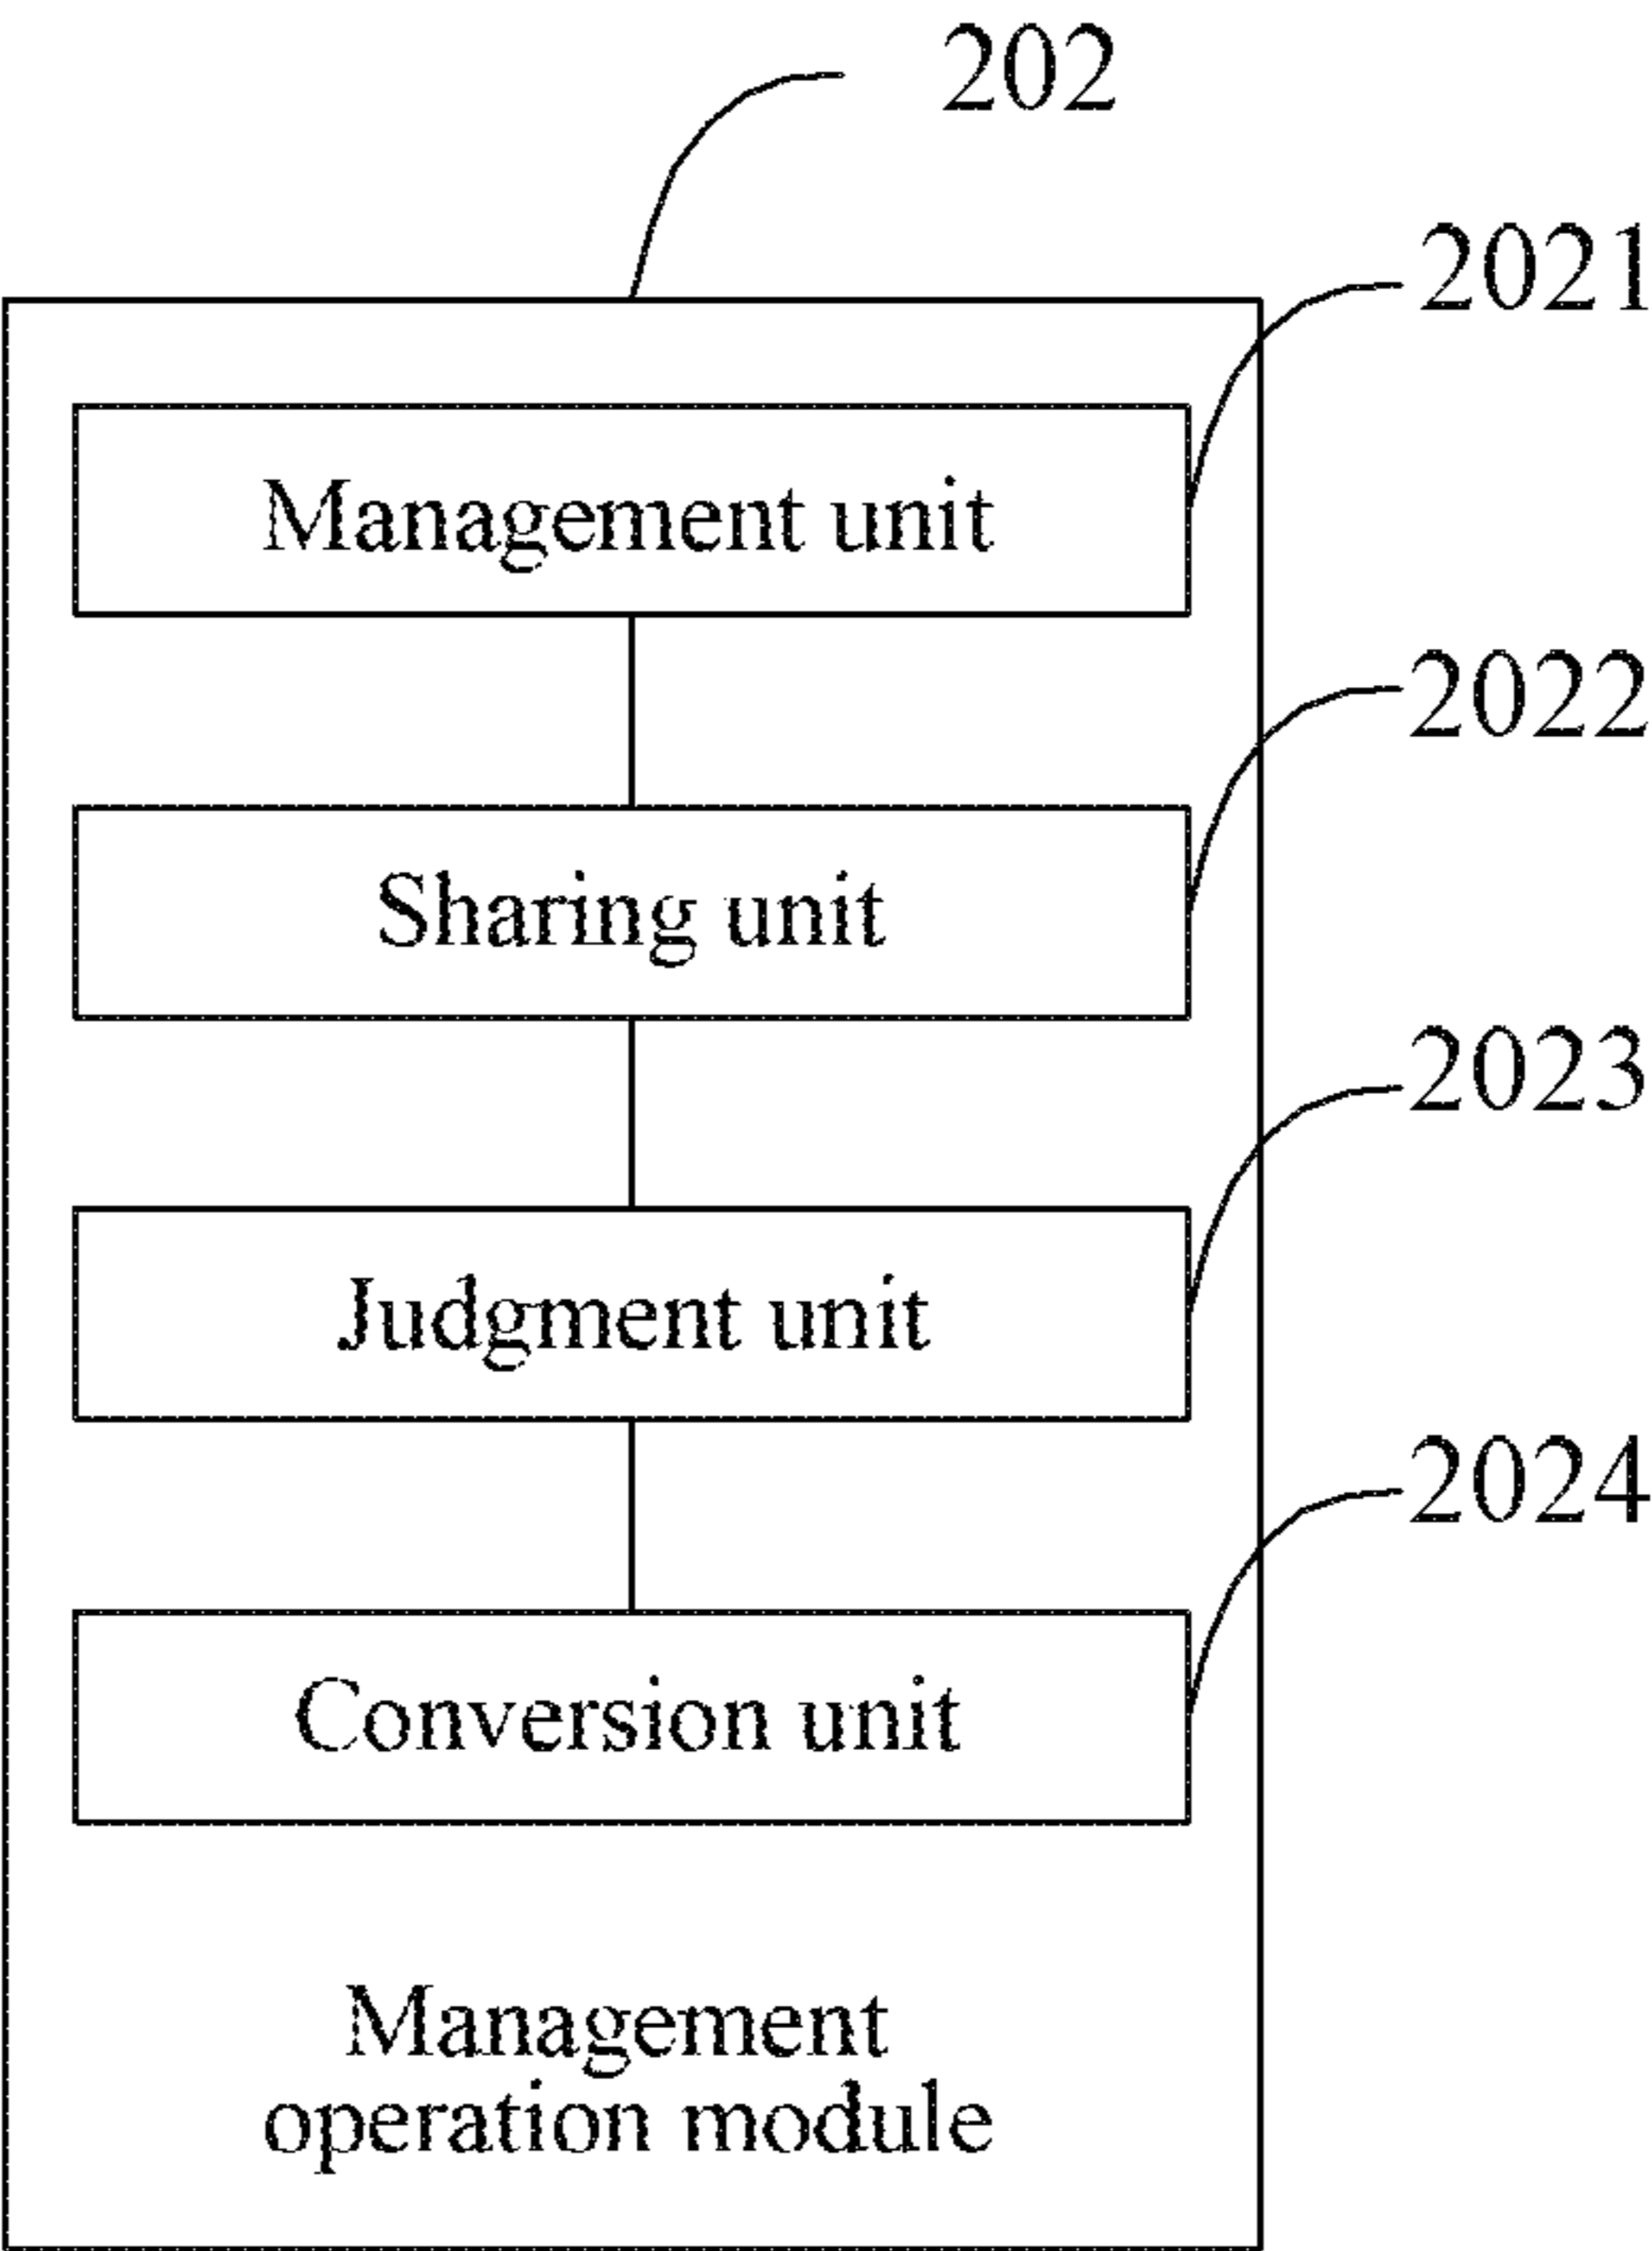 202
2021
Management unit
2022
Sharing unit
2023
Judgment unit
2024
Conversion unit
Management
operation module